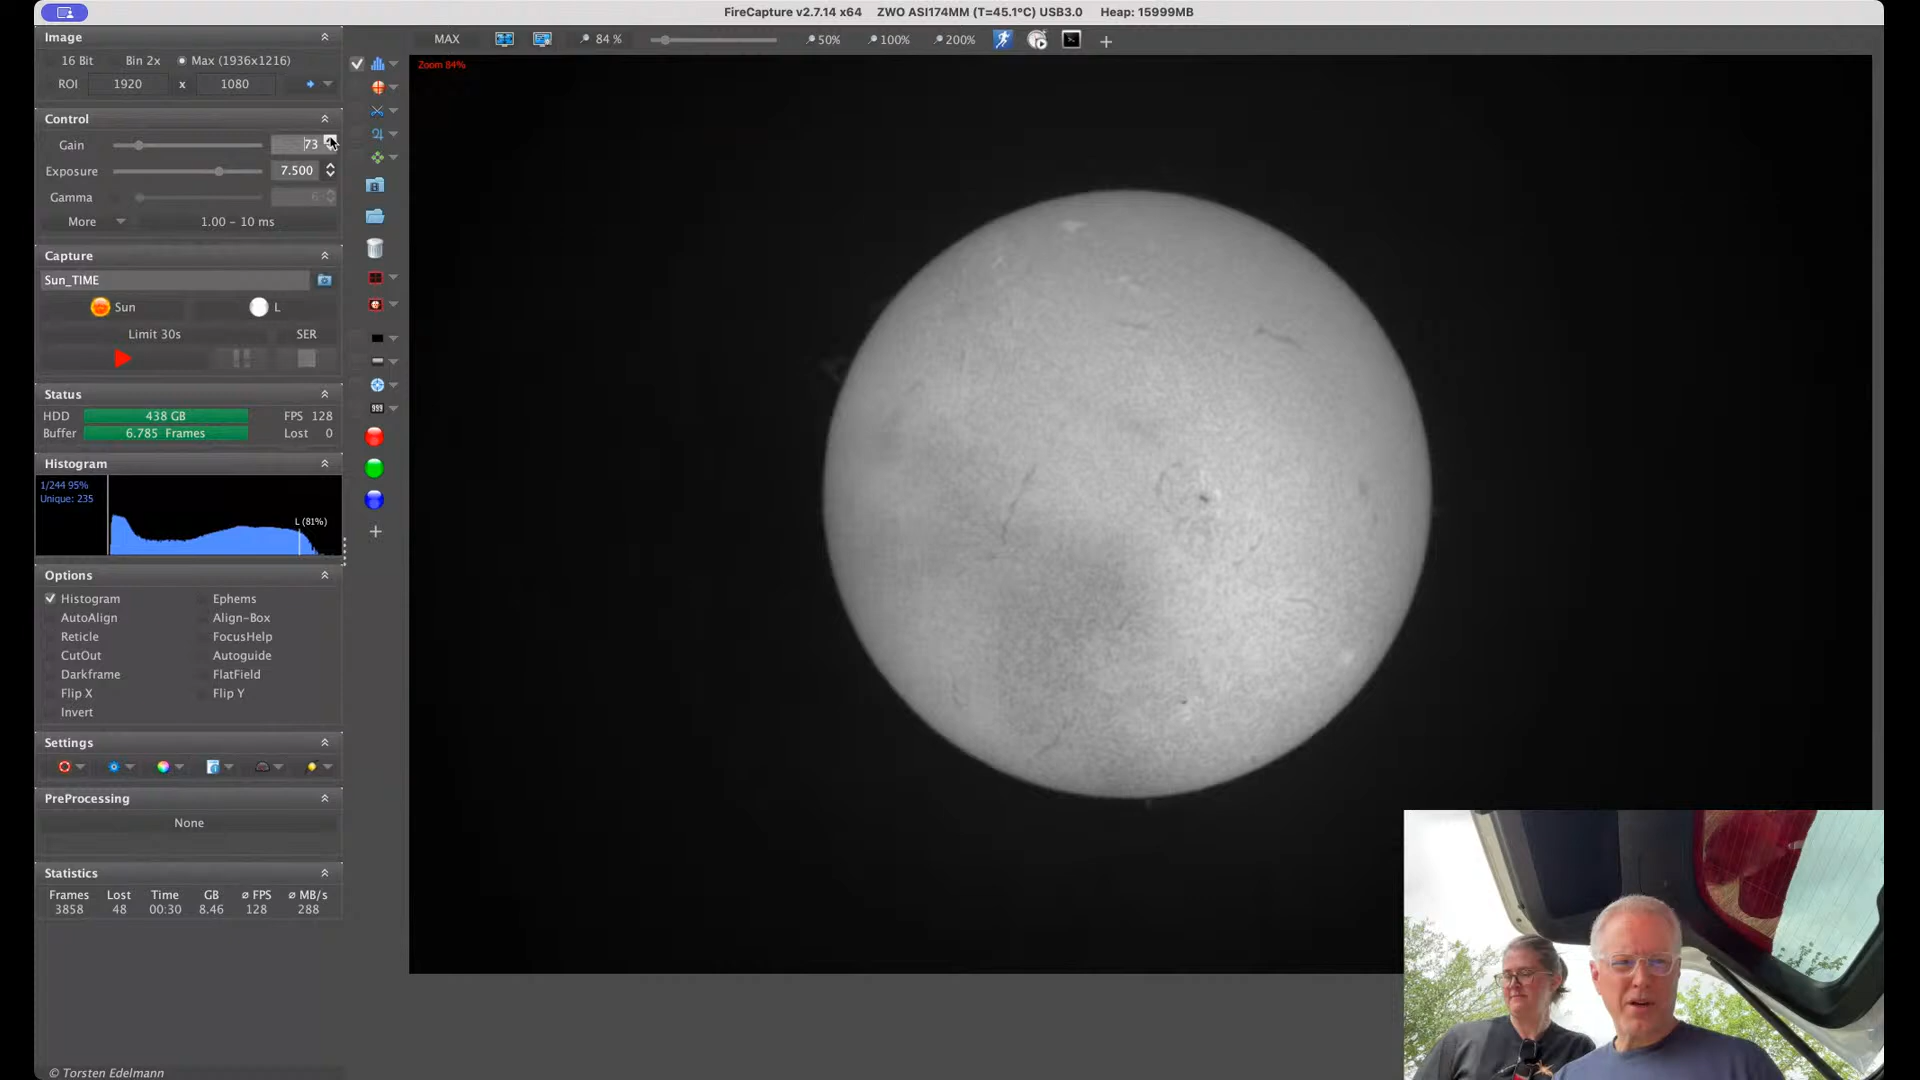 FireCapture v2.7.14 x64 ZWO ASI174MM (T=45.1°C) USB3.0 Heap: 15999MB
Image
MAX 84 % 50% 100% 200%
16 Bit Bin 2x Max (1936x1216)
Zoom 84%
ROI 1920 x 1080
Control
Gain 73
Exposure 7.500
Gamma 6
More 1.00 - 10 ms
Capture
Sun_TIME
Sun L
Limit 30s SER
Status
HDD 438 GB FPS 128
999
Buffer 6.785 Frames Lost 0
Histogram
1/244 95%
Unique: 235
L (81%)
Options
Histogram Ephems
AutoAlign Align-Box
Reticle FocusHelp
CutOut Autoguide
Darkframe FlatField
Flip X Flip Y
Invert
Settings
PreProcessing
None
Statistics
Frames Lost Time GB ø FPS ø MB/s
3858 48 00:30 8.46 128 288
© Torsten Edelmann